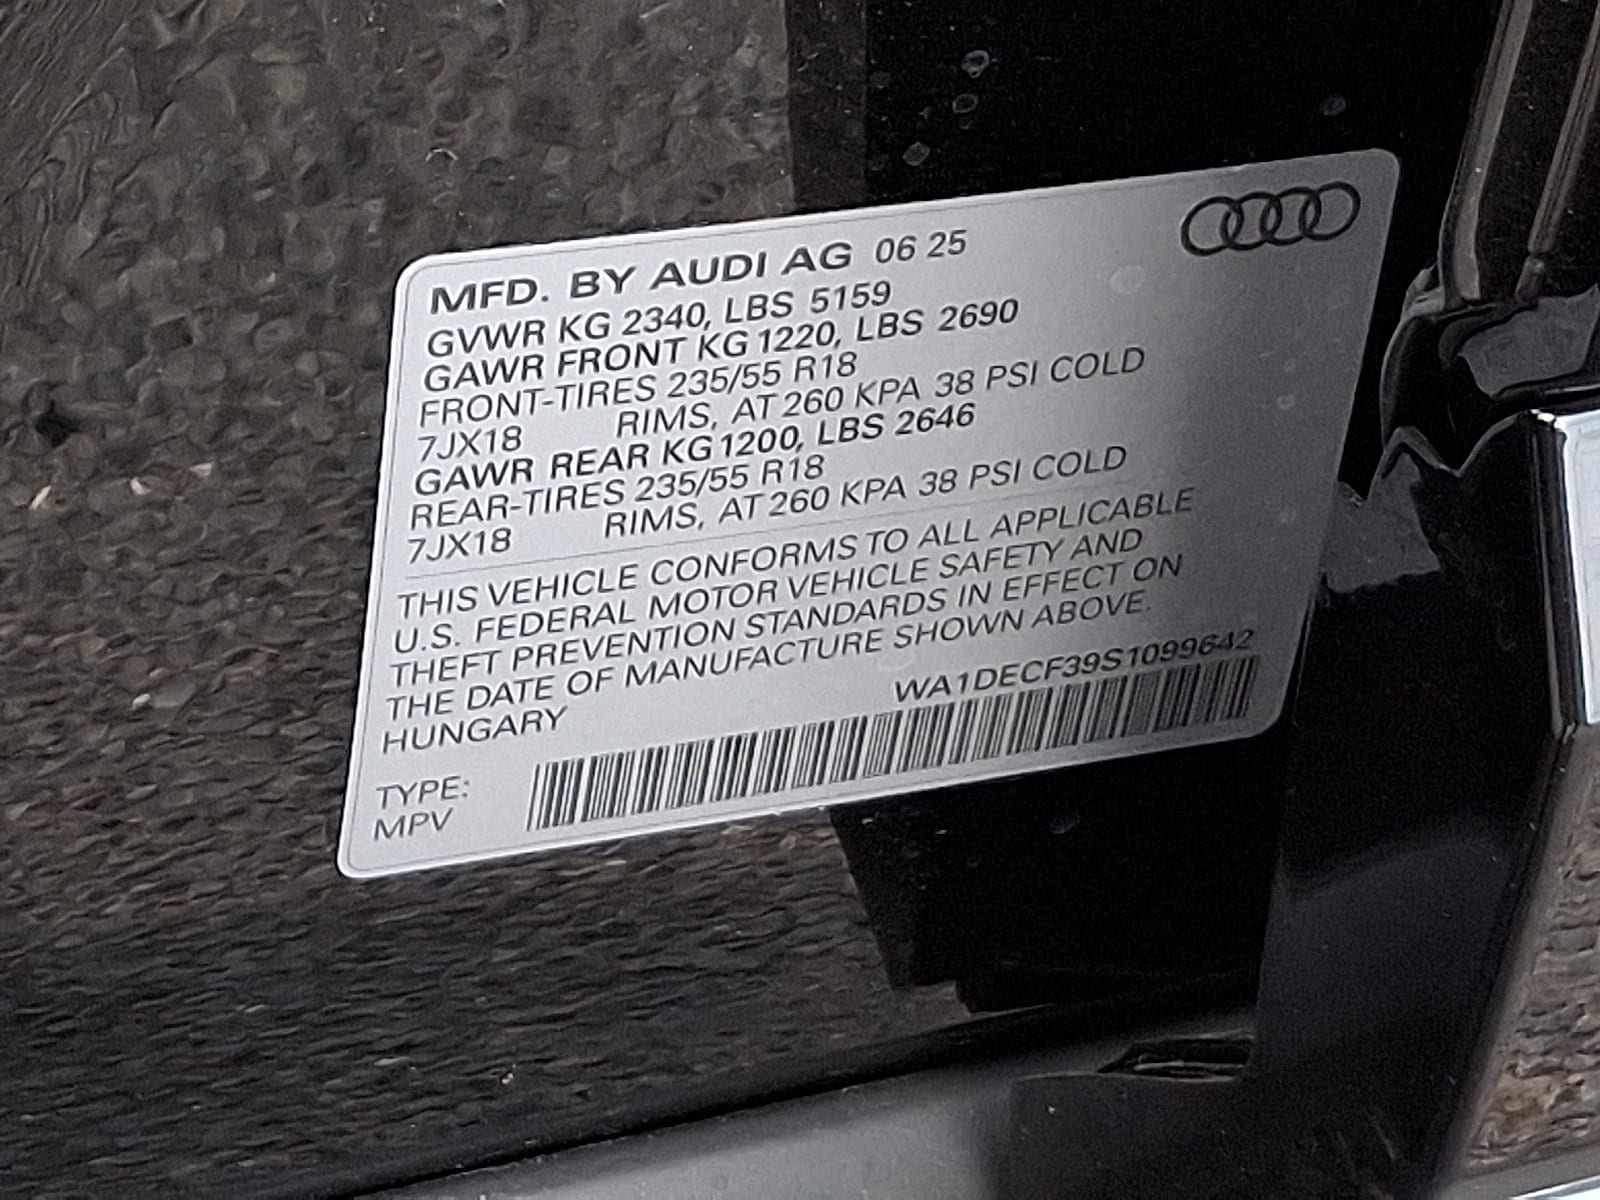 MFD. BY AUDI AG 06 25
GVWR KG 2340, LBS 5159
GAWR FRONT KG 1220, LBS 2690
FRONT-TIRES 235/55 R18
7JX18 RIMS, AT 260 KPA 38 PSI COLD
GAWR REAR KG 1200, LBS 2646
REAR-TIRES 235/55 R18
7JX18 RIMS, AT 260 KPA 38 PSI COLD
THIS VEHICLE CONFORMS TO ALL APPLICABLE
U.S. FEDERAL MOTOR VEHICLE SAFETY AND
THEFT PREVENTION STANDARDS IN EFFECT ON
THE DATE OF MANUFACTURE SHOWN ABOVE.
HUNGARY WA1DECF39S1099642
TYPE:
MPV